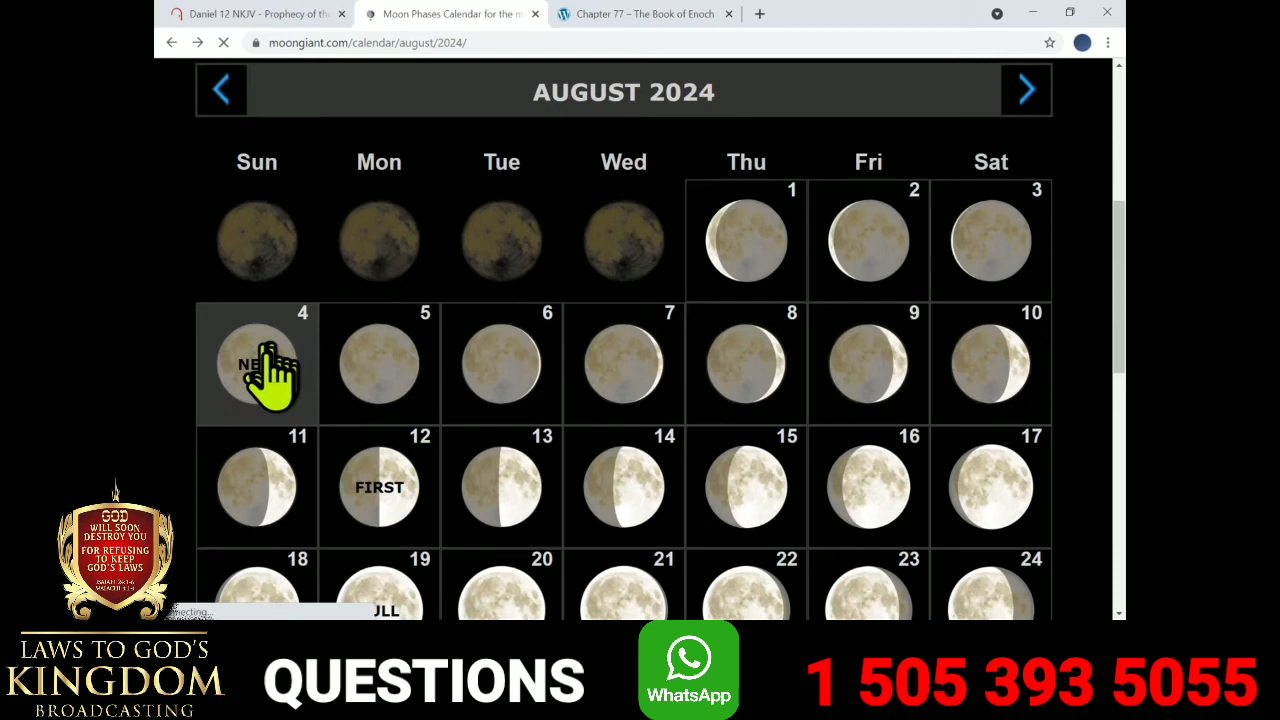 Daniel 12 NKJV - Prophecy of the
Moon Phases Calendar for the m
Chapter 77 – The Book of Enoch
moongiant.com/calendar/august/2024/
AUGUST 2024
Sun Mon Tue Wed Thu Fri Sat
1 2 3
4 5 6 7 8 9 10
NE
11 12 13 14 15 16 17
FIRST
18 19 20 21 22 23 24
ULL
necting...
GOD
WILL SOON
DESTROY YOU
FOR REFUSING
TO KEEP
GOD'S LAWS
LAWS TO GOD'S
KINGDOM
BROADCASTING
QUESTIONS
WhatsApp
1 505 393 5055